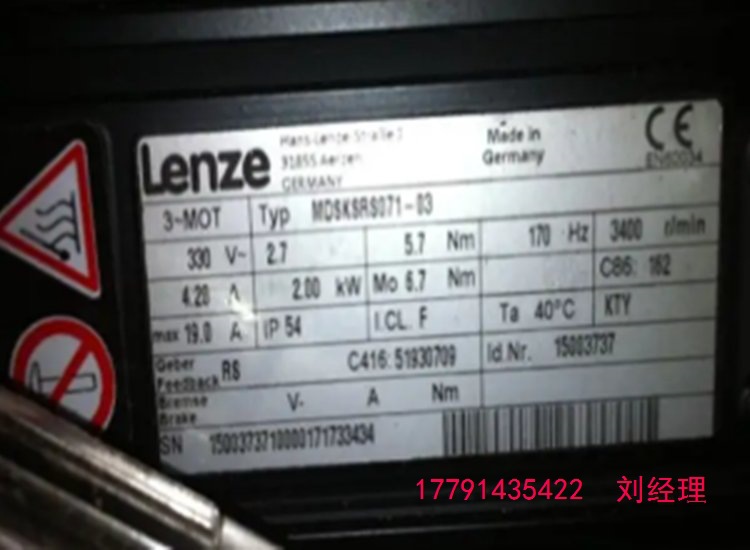 Lenze
Hans-Lenze-Straße 1
31855 Aerzen
GERMANY
Made in
Germany
CE
EN60034
3~MOT Typ MDSKSRS071-03
330 V~ 2.7 5.7 Nm 170 Hz 3400 r/min
4.20 A 2.00 kW Mo 6.7 Nm C86: 162
max 19.0 A IP 54 I.CL. F Ta 40°C KTY
Geber
Feedback RS C416: 51930709 Id.Nr. 15003737
Bremse
Brake V- A Nm
SN 1500373710000171733434
17791435422 刘经理